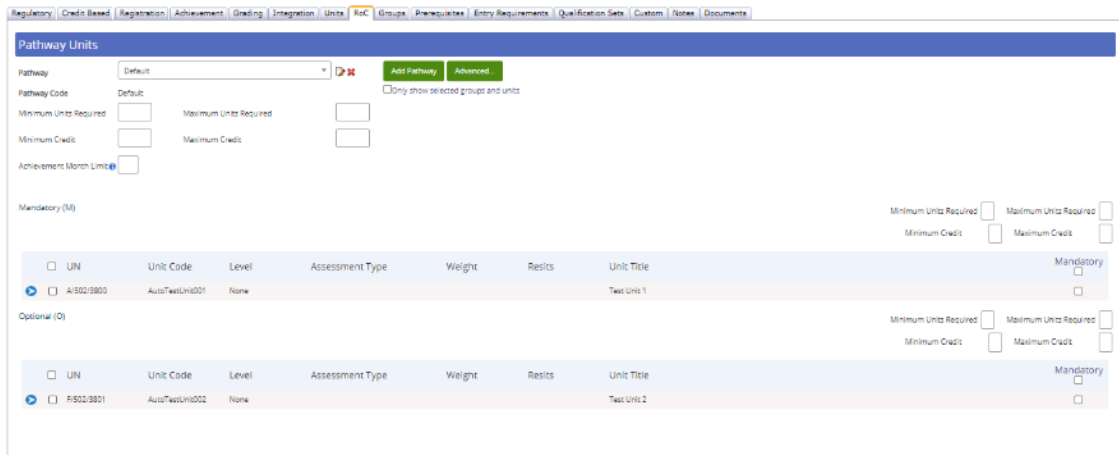 Regulatory Credit Based Registration Achievement Grading Integration Units RoC Groups Prerequisites Entry Requirements Qualification Sets Custom Notes Documents
Pathway Units
Pathway Default Add Pathway Advanced...
Pathway Code Default Only show selected groups and units
Minimum Units Required Maximum Units Required
Minimum Credit Maximum Credit
Achievement Month Limit
Mandatory (M)
Minimum Units Required Maximum Units Required
Minimum Credit Maximum Credit
UN Unit Code Level Assessment Type Weight Resits Unit Title Mandatory
A/502/3800 AutoTestUnit001 None Test Unit 1
Optional (O)
Minimum Units Required Maximum Units Required
Minimum Credit Maximum Credit
UN Unit Code Level Assessment Type Weight Resits Unit Title Mandatory
F/502/3801 AutoTestUnit002 None Test Unit 2